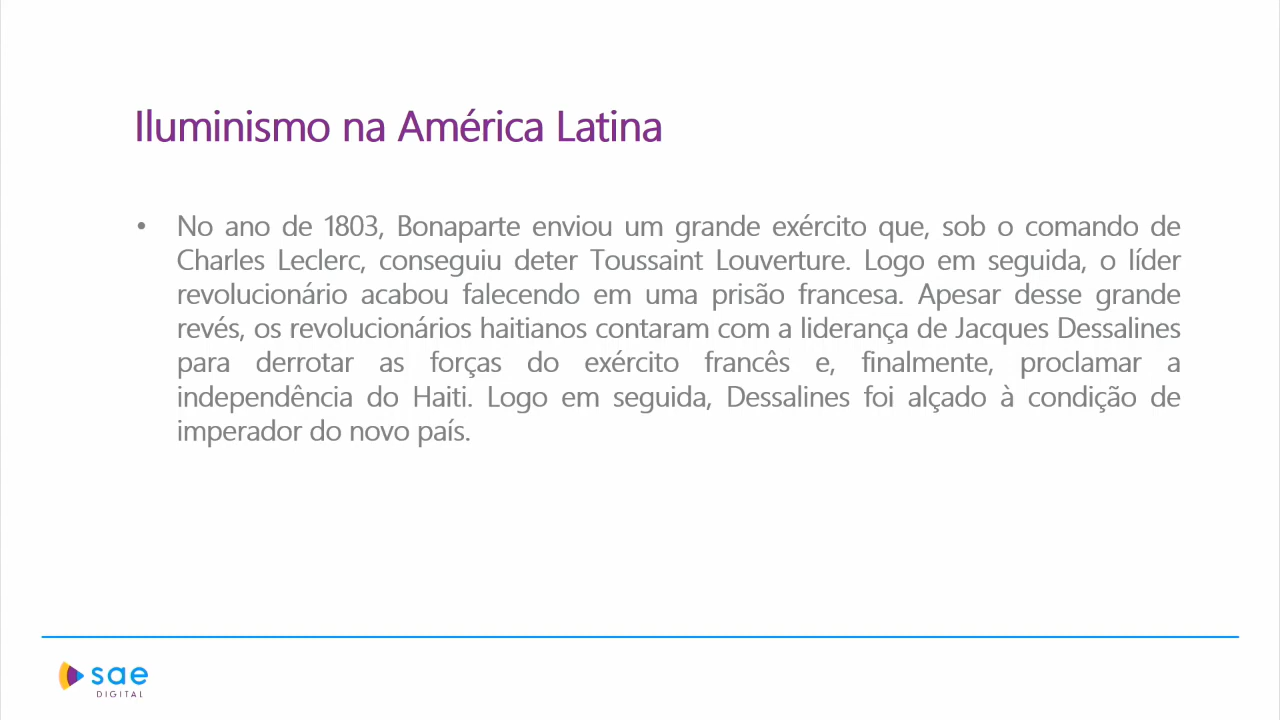 Iluminismo na América Latina
• No ano de 1803, Bonaparte enviou um grande exército que, sob o comando de
Charles Leclerc, conseguiu deter Toussaint Louverture. Logo em seguida, o líder
revolucionário acabou falecendo em uma prisão francesa. Apesar desse grande
revés, os revolucionários haitianos contaram com a liderança de Jacques Dessalines
para derrotar as forças do exército francês e, finalmente, proclamar a
independência do Haiti. Logo em seguida, Dessalines foi alçado à condição de
imperador do novo país.
sae
DIGITAL